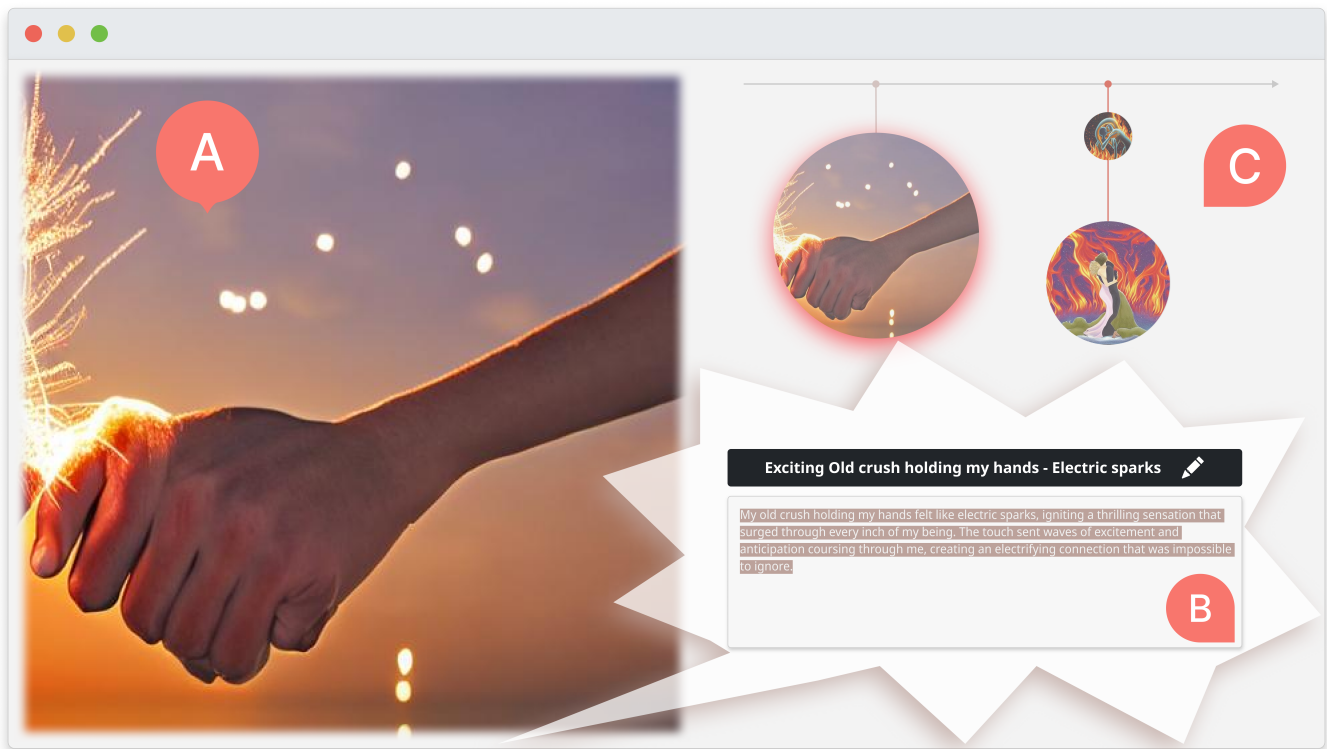 A
C
Exciting Old crush holding my hands - Electric sparks
My old crush holding my hands felt like electric sparks, igniting a thrilling sensation that
surged through every inch of my being. The touch sent waves of excitement and
anticipation coursing through me, creating an electrifying connection that was impossible
to ignore.
B